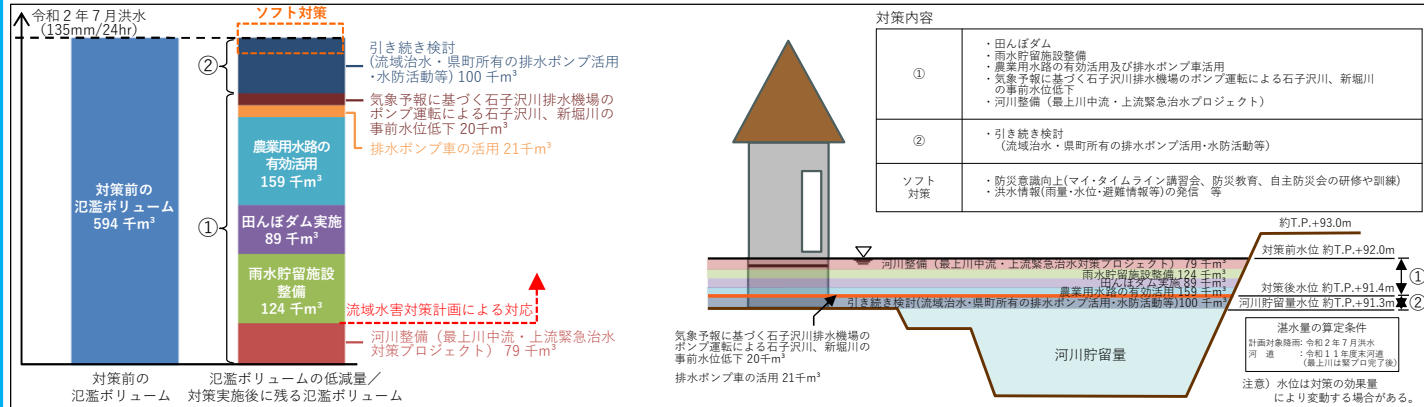 令和2年7月洪水
(135mm/24hr)
ソフト対策
②
①
対策前の
氾濫ボリューム
594 千m³
農業用水路の
有効活用
159 千m³
田んぼダム実施
89 千m³
雨水貯留施設
整備
124 千m³
引き続き検討
(流域治水・県町所有の排水ポンプ活用
・水防活動等) 100 千m³
気象予報に基づく石子沢川排水機場の
ポンプ運転による石子沢川、新堀川の
事前水位低下 20千m³
排水ポンプ車の活用 21千m³
流域水害対策計画による対応
河川整備（最上川中流・上流緊急治水
対策プロジェクト） 79 千m³
対策前の
氾濫ボリューム
氾濫ボリュームの低減量／
対策実施後に残る氾濫ボリューム
対策内容
①
・田んぼダム
・雨水貯留施設整備
・農業用水路の有効活用及び排水ポンプ車活用
・気象予報に基づく石子沢川排水機場のポンプ運転による石子沢川、新堀川
の事前水位低下
・河川整備（最上川中流・上流緊急治水プロジェクト）
②
・引き続き検討
（流域治水・県町所有の排水ポンプ活用・水防活動等）
ソフト
対策
・防災意識向上(マイ・タイムライン講習会、防災教育、自主防災会の研修や訓練)
・洪水情報(雨量・水位・避難情報等)の発信　等
約T.P.+93.0m
対策前水位 約T.P.+92.0m
河川整備（最上川中流・上流緊急治水対策プロジェクト） 79 千m³
雨水貯留施設整備 124 千m³
田んぼダム実施 89 千m³
農業用水路の有効活用 159 千m³
引き続き検討(流域治水・県町所有の排水ポンプ活用・水防活動等)100 千m³
①
対策後水位 約T.P.+91.4m
河川貯留量水位 約T.P.+91.3m
②
気象予報に基づく石子沢川排水機場の
ポンプ運転による石子沢川、新堀川の
事前水位低下 20千m³
排水ポンプ車の活用 21千m³
河川貯留量
湛水量の算定条件
計画対象降雨: 令和2年7月洪水
河　道　：令和11年度末河道
(最上川は緊プロ完了後)
注意）水位は対策の効果量
により変動する場合がある。